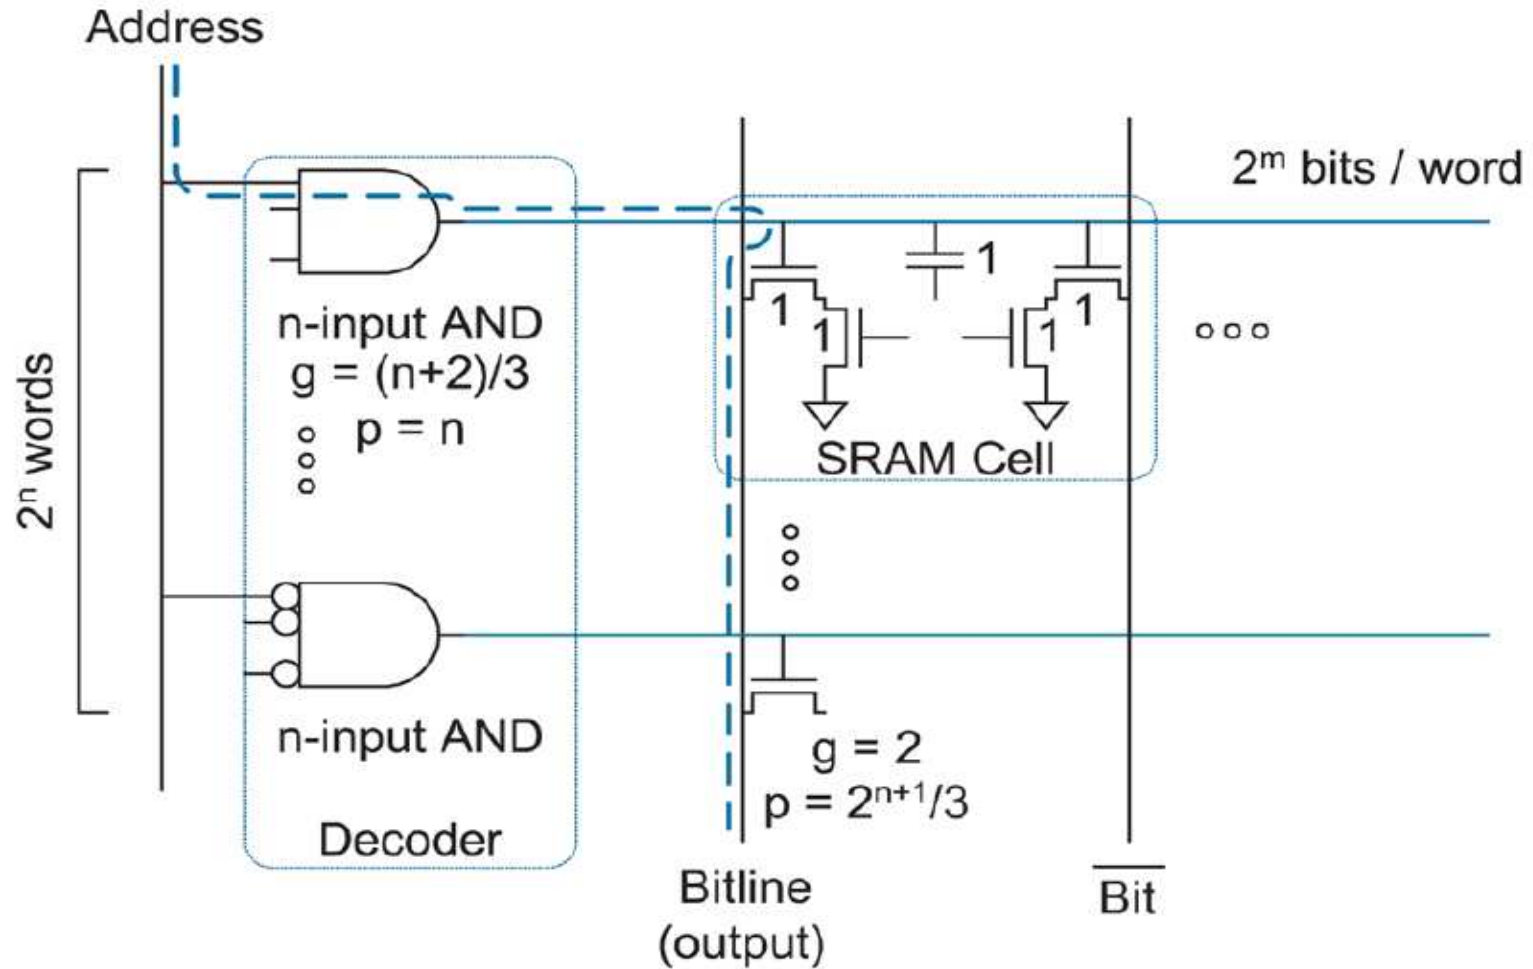 Address
2ⁿ words
n-input AND
g = (n+2)/3
p = n
n-input AND
Decoder
2ᵐ bits / word
1
1
1
1
1
SRAM Cell
g = 2
p = 2ⁿ⁺¹/3
Bitline
(output)
Bit